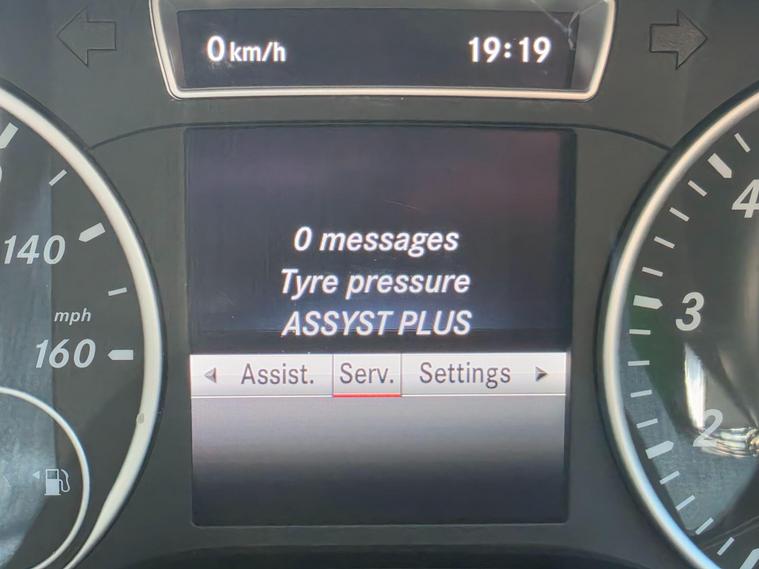 0 km/h 19:19
0 messages
Tyre pressure
ASSYST PLUS
Assist. Serv. Settings
140
mph
160
4
3
2